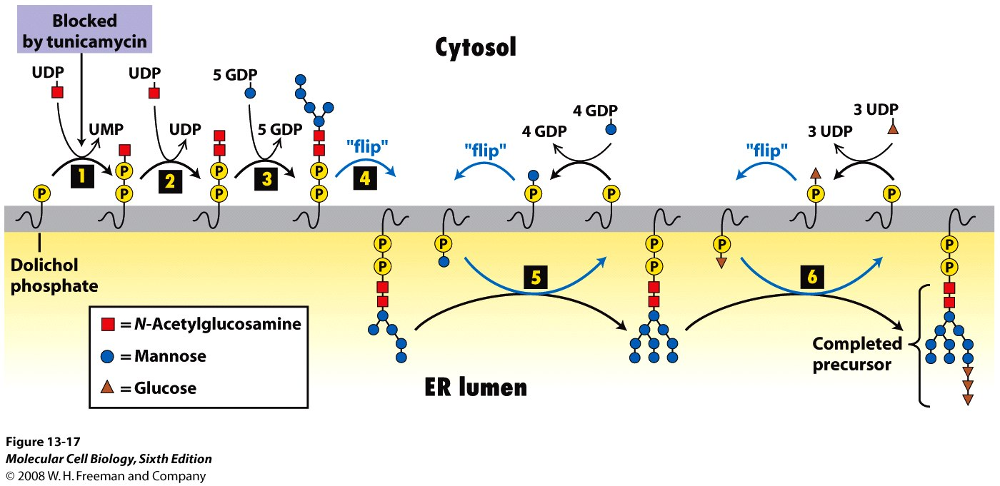 Blocked
by tunicamycin
Cytosol
UDP
UMP
1
UDP
UDP
2
5 GDP
5 GDP
3
"flip"
4
"flip"
4 GDP
4 GDP
"flip"
3 UDP
3 UDP
P
P
P
P
P
P
P
P
P
P
P
Dolichol
phosphate
P
P
P
5
P
P
P
6
P
P
= N-Acetylglucosamine
= Mannose
= Glucose
ER lumen
Completed
precursor
Figure 13-17
Molecular Cell Biology, Sixth Edition
© 2008 W. H. Freeman and Company